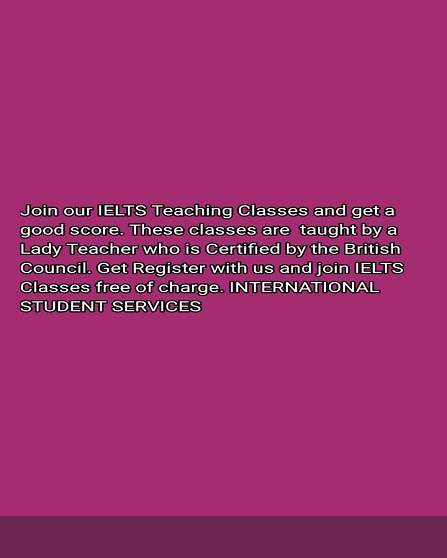 Join our IELTS Teaching Classes and get a
good score. These classes are  taught by a
Lady Teacher who is Certified by the British
Council. Get Register with us and join IELTS
Classes free of charge. INTERNATIONAL
STUDENT SERVICES